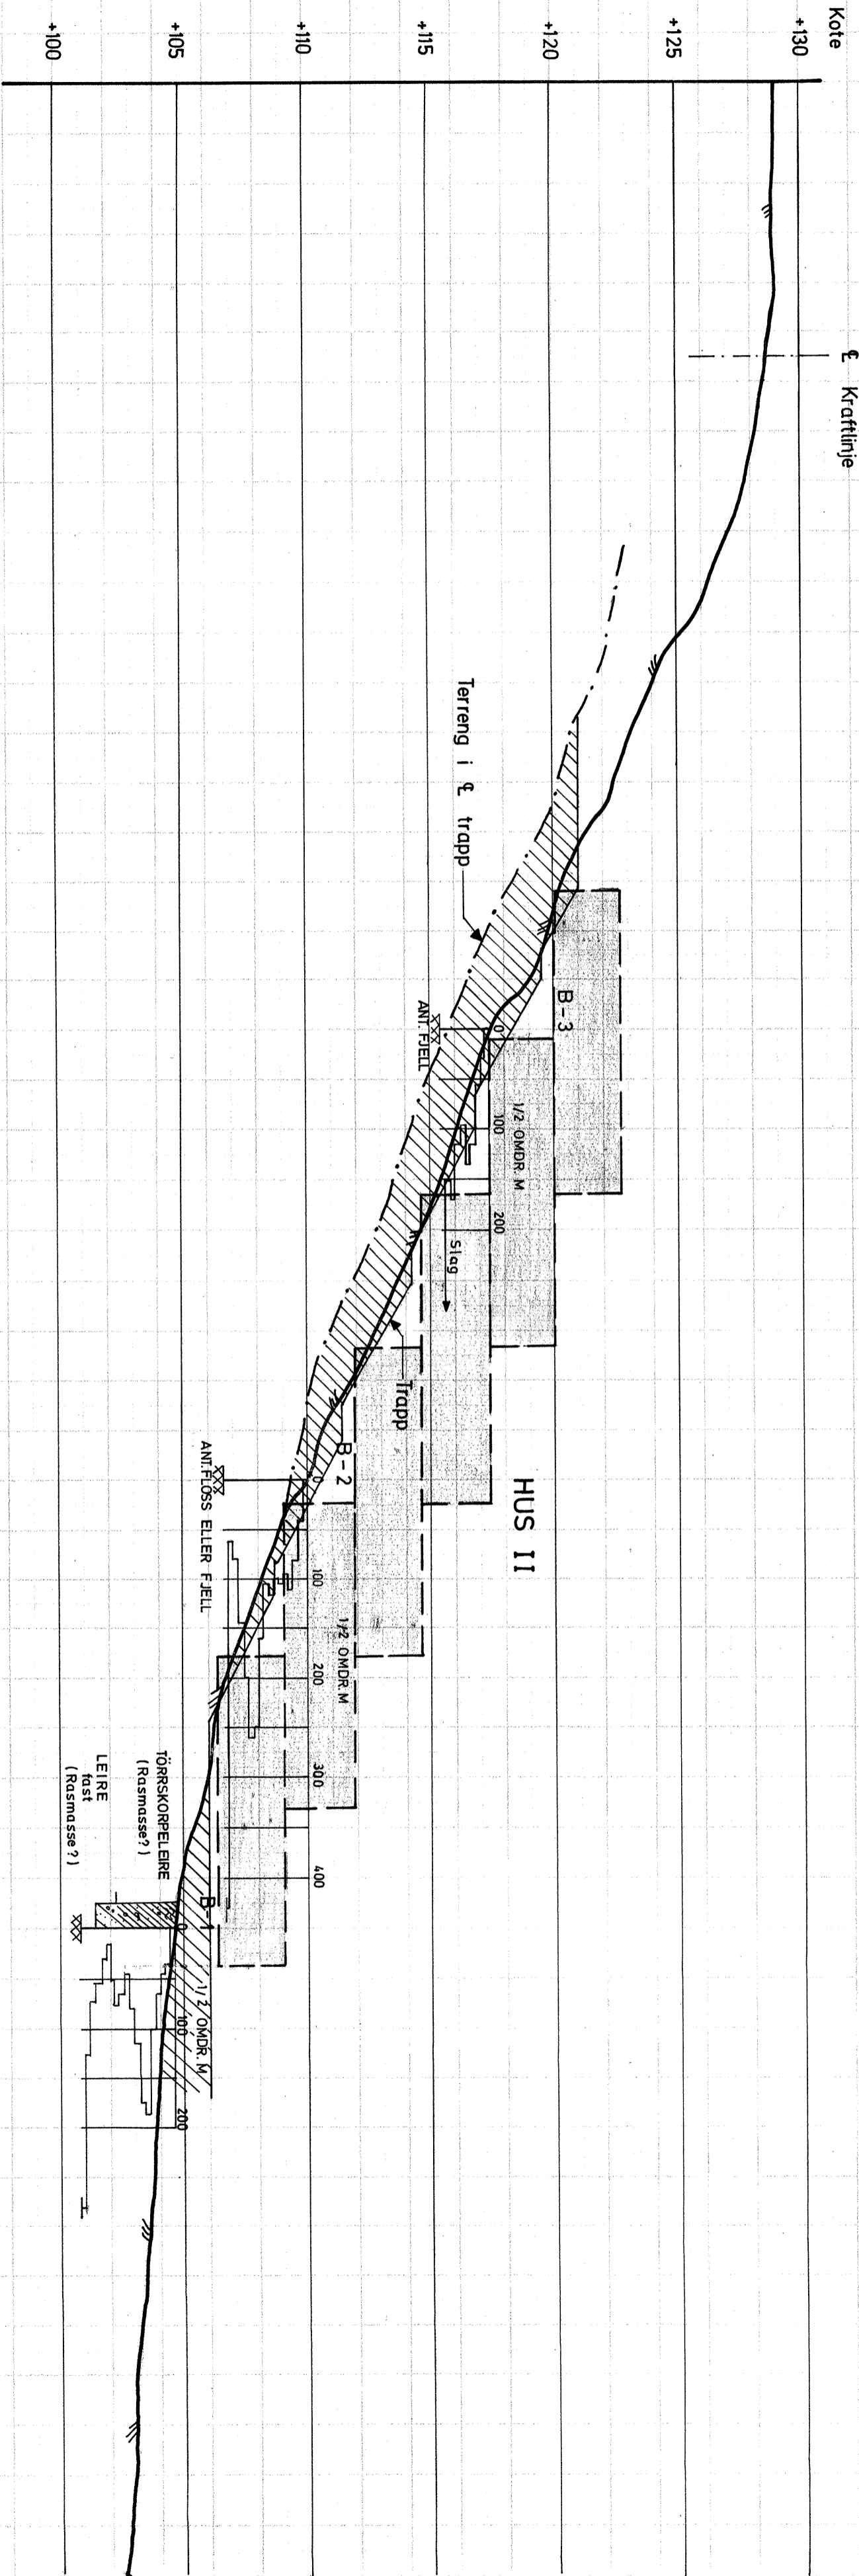 Kote
+130
+125
+120
+115
+110
+105
+100
℄ Kraftlinje
Terreng i ℄ trapp
B-3
0
100
200
1/2 OMDR. M
ANT. FJELL
Slag
Trapp
HUS II
B-2
0
100
200
300
400
1/2 OMDR. M
ANT. FLOSS ELLER FJELL
TÖRRSKORPELEIRE
(Rasmasse?)
LEIRE
fast
(Rasmasse?)
0
100
200
1/2 OMDR. M